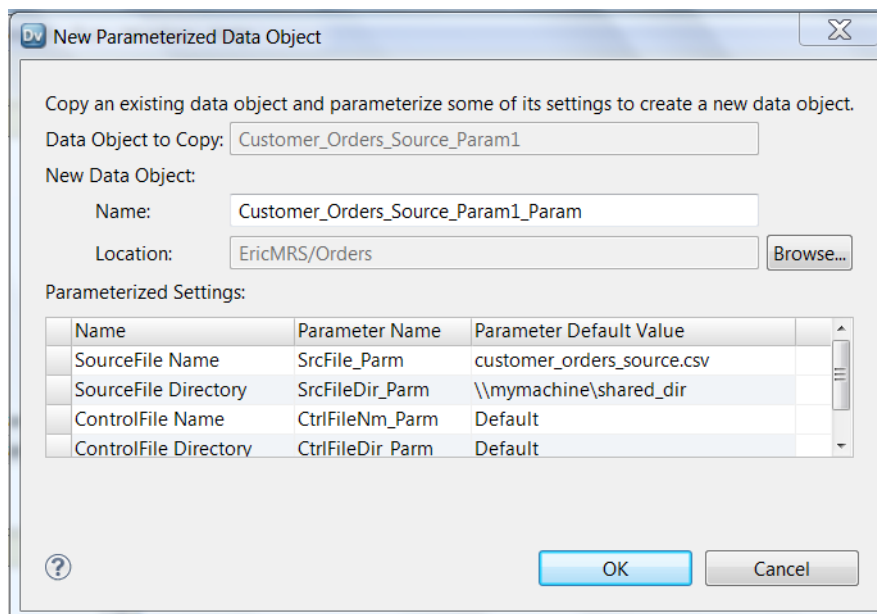 Dv New Parameterized Data Object
Copy an existing data object and parameterize some of its settings to create a new data object.
Data Object to Copy: Customer_Orders_Source_Param1
New Data Object:
Name: Customer_Orders_Source_Param1_Param
Location: EricMRS/Orders Browse...
Parameterized Settings:
Name Parameter Name Parameter Default Value
SourceFile Name SrcFile_Parm customer_orders_source.csv
SourceFile Directory SrcFileDir_Parm \\mymachine\shared_dir
ControlFile Name CtrlFileNm_Parm Default
ControlFile Directory CtrlFileDir_Parm Default
? OK Cancel